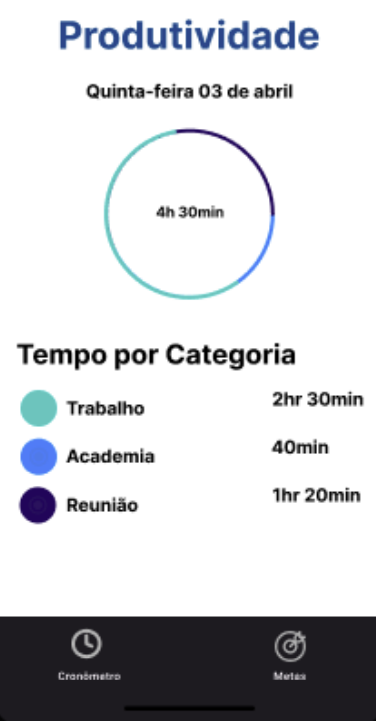 Produtividade
Quinta-feira 03 de abril
4h 30min
Tempo por Categoria
Trabalho 2hr 30min
Academia 40min
Reunião 1hr 20min
Cronômetro Metas